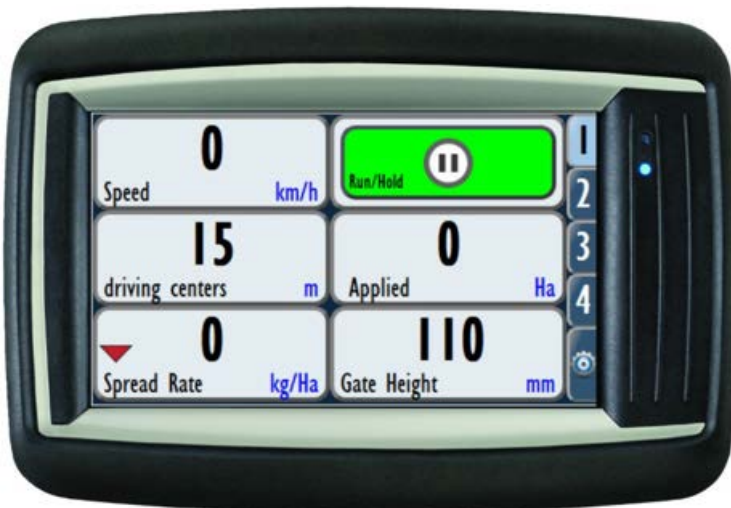 0
Speed km/h
Run/Hold
1
2
15
driving centers m
0
Applied Ha
3
4
0
Spread Rate kg/Ha
110
Gate Height mm